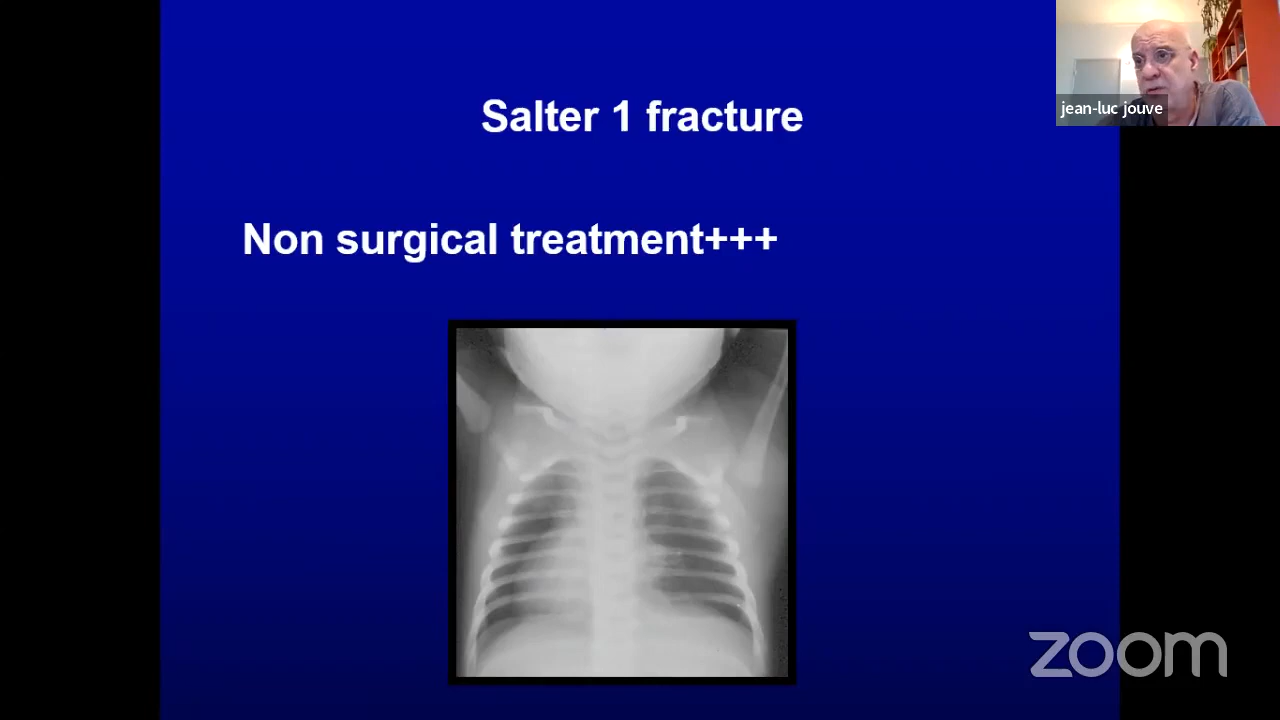 Salter 1 fracture
jean-luc jouve
Non surgical treatment+++
zoom